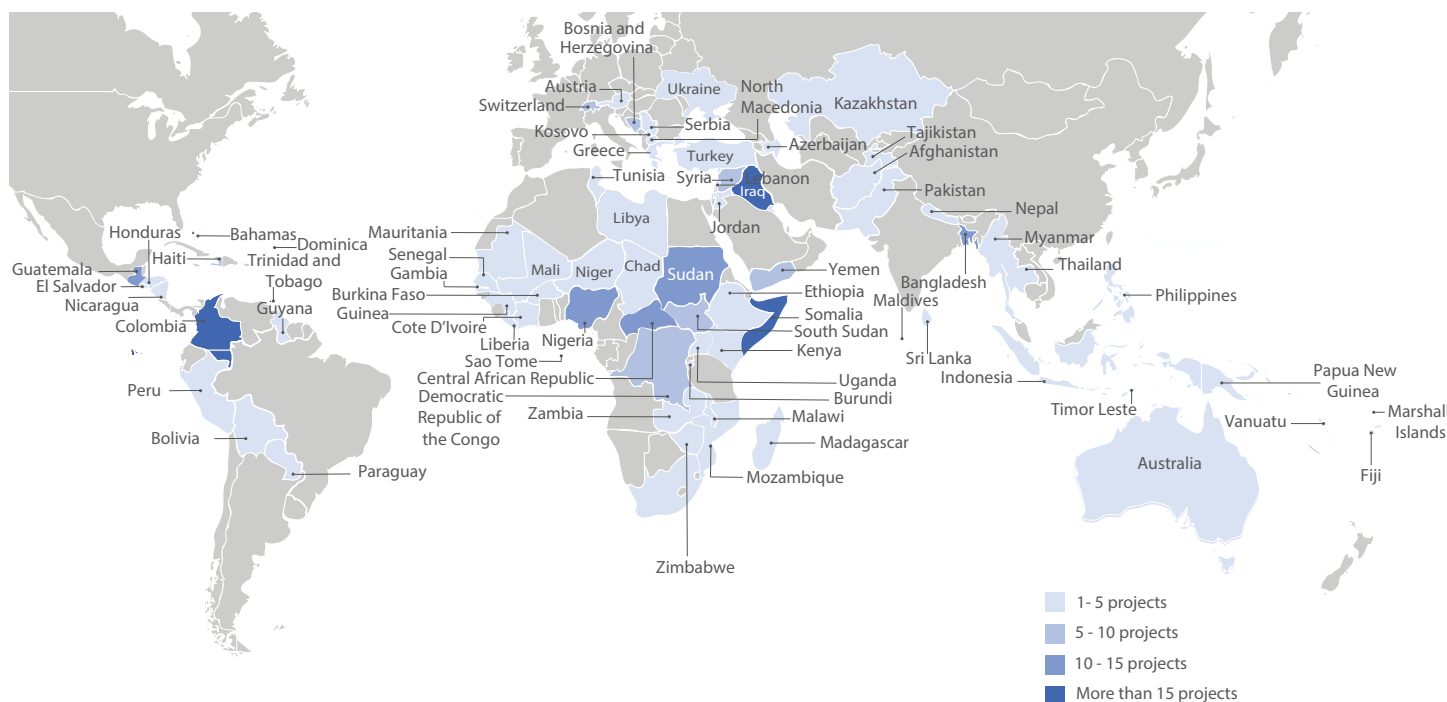 Bosnia and
Herzegovina
Austria
Switzerland
Ukraine
North
Macedonia
Kazakhstan
Kosovo
Serbia
Greece
Azerbaijan
Tajikistan
Afghanistan
Turkey
Tunisia
Syria
Lebanon
Iraq
Pakistan
Jordan
Nepal
Libya
Honduras
Bahamas
Mauritania
Myanmar
Dominica
Haiti
Trinidad and
Tobago
Senegal
Gambia
Mali
Niger
Chad
Sudan
Yemen
Thailand
Guatemala
El Salvador
Nicaragua
Guyana
Colombia
Burkina Faso
Guinea
Cote D'Ivoire
Liberia
Nigeria
Sao Tome
Ethiopia
Somalia
South Sudan
Kenya
Bangladesh
Maldives
Philippines
Sri Lanka
Indonesia
Central African Republic
Democratic
Republic of
the Congo
Uganda
Burundi
Papua New
Guinea
Peru
Zambia
Malawi
Timor Leste
Vanuatu
Marshall
Islands
Bolivia
Madagascar
Paraguay
Mozambique
Australia
Fiji
Zimbabwe
1- 5 projects
5 - 10 projects
10 - 15 projects
More than 15 projects